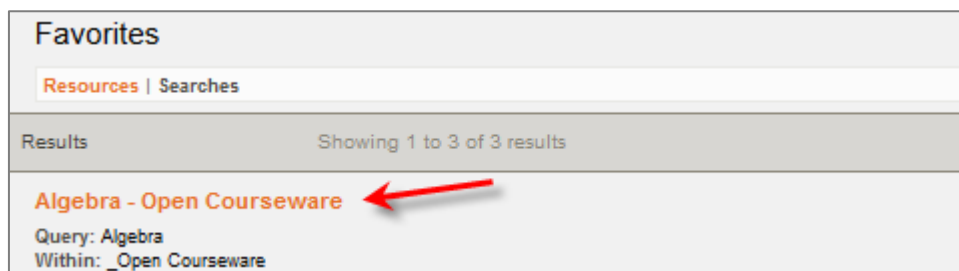 Favorites
Resources | Searches
Results Showing 1 to 3 of 3 results
Algebra - Open Courseware
Query: Algebra
Within: _Open Courseware